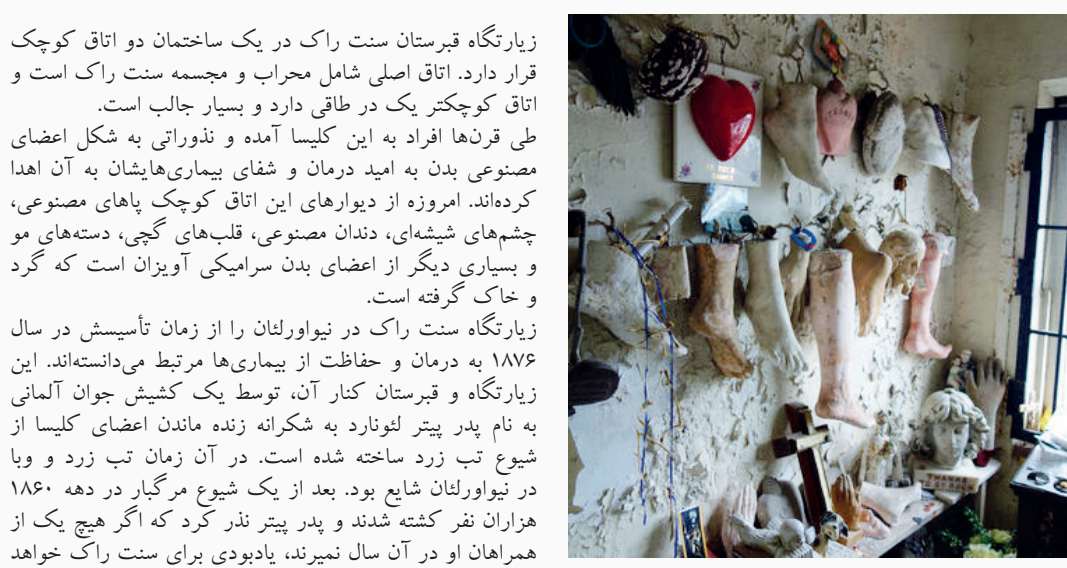 زیارتگاه قبرستان سنت راک در یک ساختمان دو اتاق کوچک
قرار دارد. اتاق اصلی شامل محراب و مجسمه سنت راک است و
اتاق کوچکتر یک در طاقی دارد و بسیار جالب است.
طی قرن‌ها افراد به این کلیسا آمده و نذوراتی به شکل اعضای
مصنوعی بدن به امید درمان و شفای بیماری‌هایشان به آن اهدا
کرده‌اند. امروزه از دیوارهای این اتاق کوچک پاهای مصنوعی،
چشم‌های شیشه‌ای، دندان مصنوعی، قلب‌های گچی، دسته‌های مو
و بسیاری دیگر از اعضای بدن سرامیکی آویزان است که گرد
و خاک گرفته است.
زیارتگاه سنت راک در نیواورلئان را از زمان تأسیسش در سال
۱۸۷۶ به درمان و حفاظت از بیماری‌ها مرتبط می‌دانسته‌اند. این
زیارتگاه و قبرستان کنار آن، توسط یک کشیش جوان آلمانی
به نام پدر پیتر لئونارد به شکرانه زنده ماندن اعضای کلیسا از
شیوع تب زرد ساخته شده است. در آن زمان تب زرد و وبا
در نیواورلئان شایع بود. بعد از یک شیوع مرگبار در دهه ۱۸۶۰
هزاران نفر کشته شدند و پدر پیتر نذر کرد که اگر هیچ یک از
همراهان او در آن سال نمیرند، یادبودی برای سنت راک خواهد